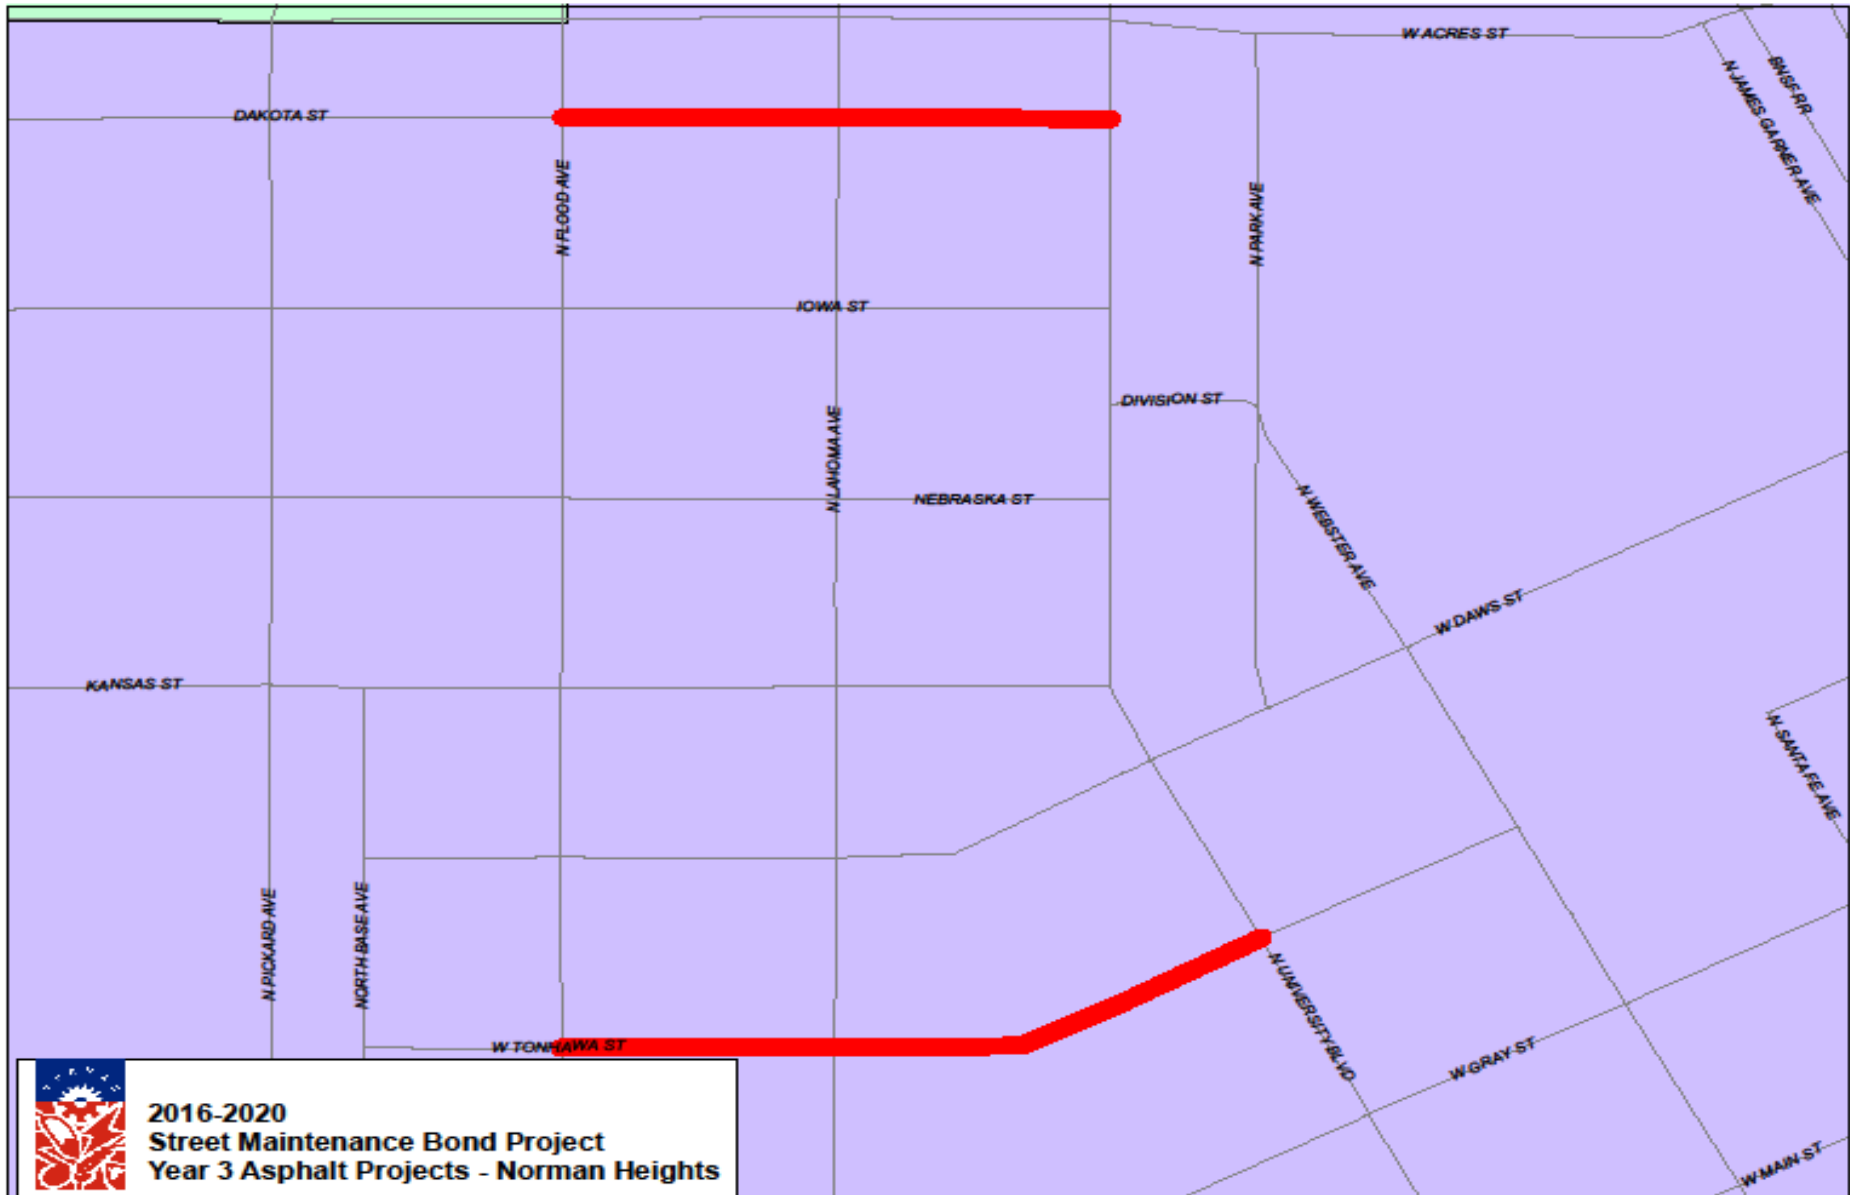 W ACRES ST
BNSF RR
N JAMES GARNER AVE
DAKOTA ST
N FLOOD AVE
N PARK AVE
IOWA ST
DIVISION ST
N LAHOMA AVE
NEBRASKA ST
N WEBSTER AVE
W DAWS ST
KANSAS ST
N SANTA FE AVE
N PICKARD AVE
NORTH BASE AVE
N UNIVERSITY BLVD
W TONHAWA ST
W GRAY ST
W MAIN ST
2016-2020
Street Maintenance Bond Project
Year 3 Asphalt Projects - Norman Heights